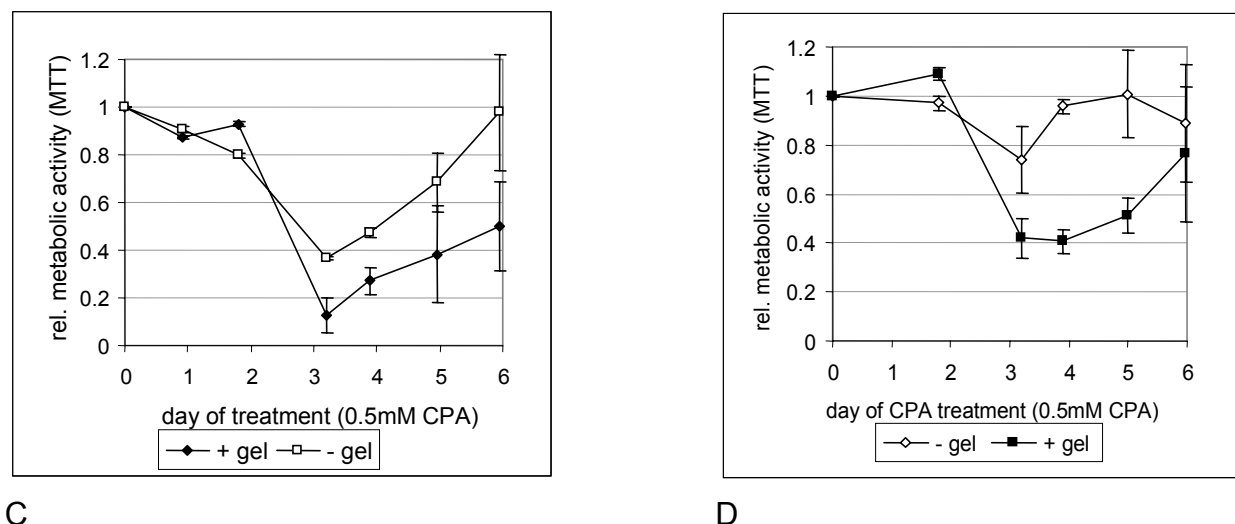 rel. metabolic activity (MTT)
1.2
1
0.8
0.6
0.4
0.2
0
0 1 2 3 4 5 6
day of treatment (0.5mM CPA)
+ gel - gel
C
rel. metabolic activity (MTT)
1.2
1
0.8
0.6
0.4
0.2
0
0 1 2 3 4 5 6
day of CPA treatment (0.5mM CPA)
- gel + gel
D